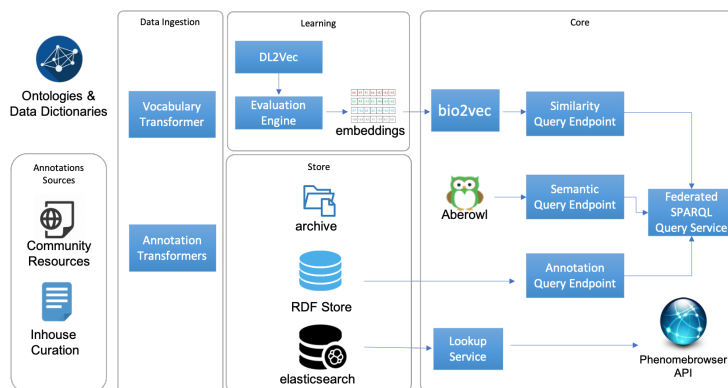 Data Ingestion
Learning
Core
Ontologies &
Data Dictionaries
Vocabulary
Transformer
DL2Vec
Evaluation
Engine
embeddings
bio2vec
Similarity
Query Endpoint
Annotations
Sources
Community
Resources
Inhouse
Curation
Annotation
Transformers
Store
archive
RDF Store
elasticsearch
Aberowl
Semantic
Query Endpoint
Federated
SPARQL
Query Service
Annotation
Query Endpoint
Lookup
Service
Phenomebrowser
API